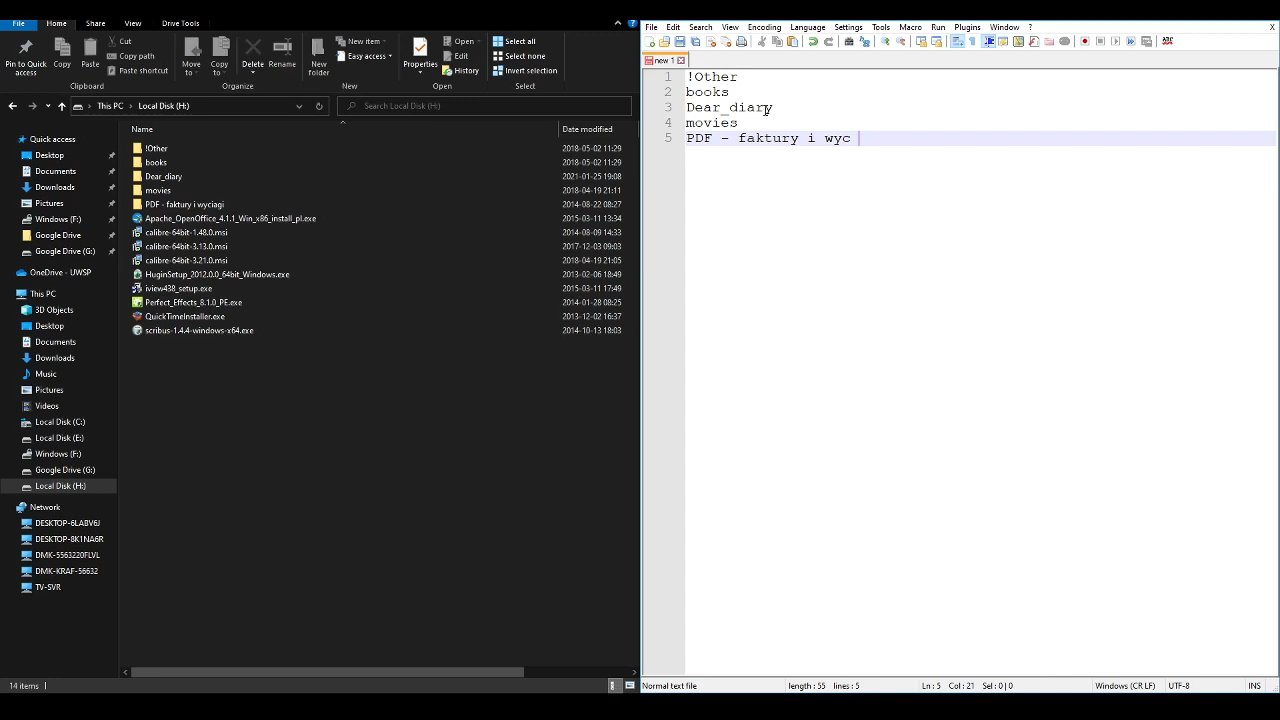 File Home Share View Drive Tools
Pin to Quick access
Copy
Paste
Cut
Copy path
Paste shortcut
Clipboard
Move to
Copy to
Delete
Rename
Organize
New folder
New item
Easy access
New
Properties
Open
Edit
History
Open
Select all
Select none
Invert selection
Select
This PC Local Disk (H:)
Search Local Disk (H:)
Quick access
Desktop
Documents
Downloads
Pictures
Windows (F:)
Google Drive
Google Drive (G:)
OneDrive - UWSP
This PC
3D Objects
Desktop
Documents
Downloads
Music
Pictures
Videos
Local Disk (C:)
Local Disk (E:)
Windows (F:)
Google Drive (G:)
Local Disk (H:)
Network
DESKTOP-6LABV6J
DESKTOP-8K1NA6R
DMK-5563220FLVL
DMK-KRAF-56632
TV-SVR
Name Date modified
!Other 2018-05-02 11:29
books 2018-05-02 11:29
Dear_diary 2021-01-25 19:08
movies 2018-04-19 21:11
PDF - faktury i wyciagi 2014-08-22 08:21
Apache_OpenOffice_4.1.1_Win_x86_install_pl.exe 2015-03-11 13:34
calibre-64bit-1.48.0.msi 2014-08-09 14:33
calibre-64bit-3.13.0.msi 2017-12-03 09:03
calibre-64bit-3.21.0.msi 2018-04-19 21:05
HuginSetup_2012.0.0_64bit_Windows.exe 2013-02-06 18:49
iview438_setup.exe 2015-03-11 17:49
Perfect_Effects_8.1.0_PE.exe 2014-01-28 08:25
QuickTimeInstaller.exe 2013-12-02 16:37
scribus-1.4.4-windows-x64.exe 2014-10-13 18:03
14 items
File Edit Search View Encoding Language Settings Tools Macro Run Plugins Window ? X
ABC
new 1
1 !Other
2 books
3 Dear_diary
4 movies
5 PDF - faktury i wyc
Normal text file length : 55 lines : 5 Ln : 5 Col : 21 Sel : 0 | 0 Windows (CR LF) UTF-8 INS